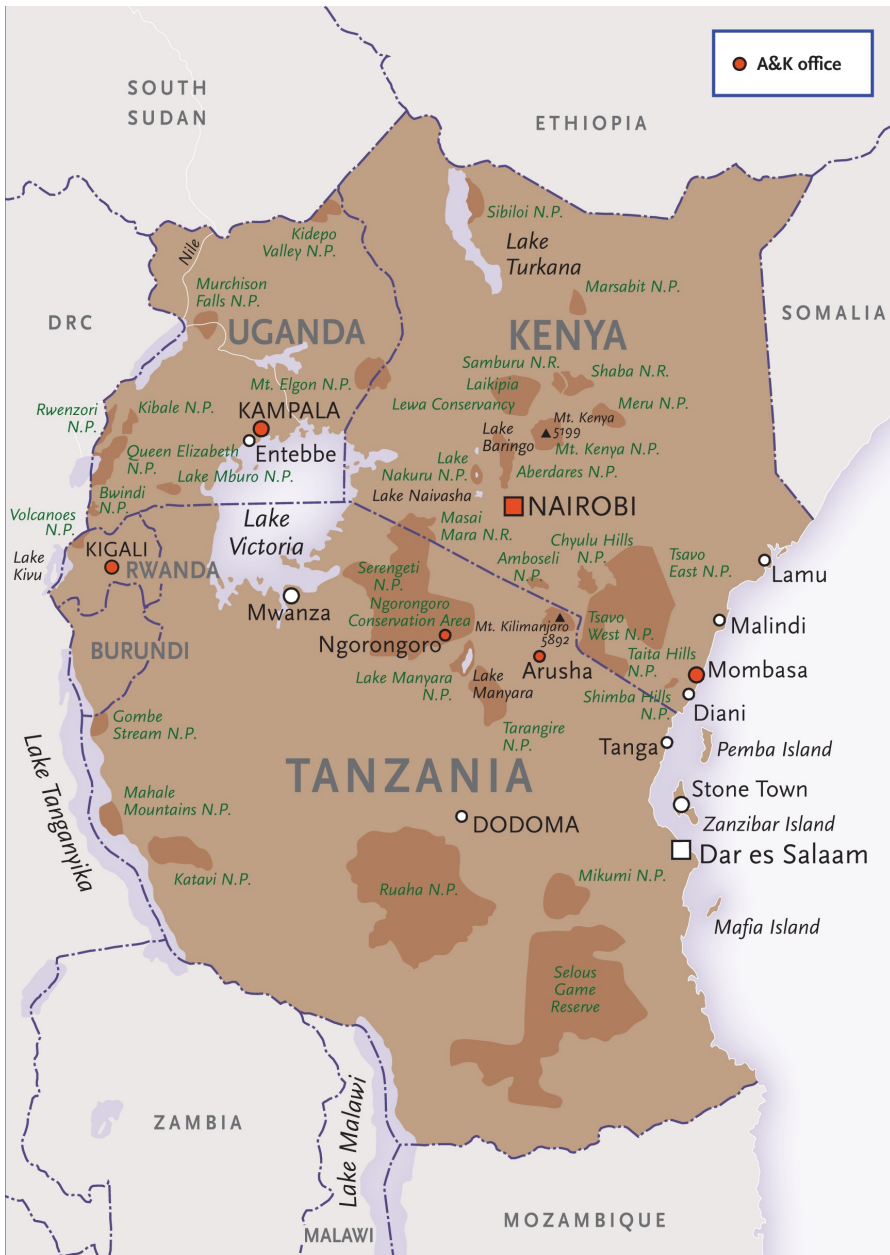 A&K office
SOUTH
SUDAN
ETHIOPIA
Sibiloi N.P.
Kidepo
Valley N.P.
Nile
Lake
Turkana
Murchison
Falls N.P.
Marsabit N.P.
DRC
SOMALIA
UGANDA
KENYA
Samburu N.R.
Shaba N.R.
Mt. Elgon N.P.
Laikipia
Lewa Conservancy
Meru N.P.
Rwenzori
N.P.
Kibale N.P.
KAMPALA
Mt. Kenya
5199
Lake
Baringo
Queen Elizabeth
N.P.
Entebbe
Mt. Kenya N.P.
Lake Mburo N.P.
Lake
Nakuru N.P.
Aberdares N.P.
Bwindi
N.P.
Lake Naivasha
NAIROBI
Volcanoes
N.P.
Lake
Victoria
Masai
Mara N.R.
KIGALI
Lake
Kivu
RWANDA
Chyulu Hills
N.P.
Amboseli
N.P.
Tsavo
East N.P.
Serengeti
N.P.
Lamu
Mwanza
Ngorongoro
Conservation Area
Tsavo
West N.P.
Malindi
Mt. Kilimanjaro
5892
Ngorongoro
BURUNDI
Arusha
Taita Hills
N.P.
Mombasa
Lake Manyara
N.P.
Lake
Manyara
Shimba Hills
N.P.
Diani
Gombe
Stream N.P.
Tarangire
N.P.
Tanga
Pemba Island
Lake Tanganyika
TANZANIA
Mahale
Mountains N.P.
Stone Town
DODOMA
Zanzibar Island
Dar es Salaam
Katavi N.P.
Ruaha N.P.
Mikumi N.P.
Mafia Island
Selous
Game
Reserve
ZAMBIA
Lake Malawi
MALAWI
MOZAMBIQUE